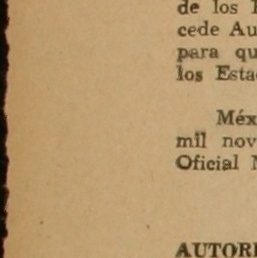 de los
cede Au
para qu
los Esta
Méx
mil nov
Oficial
AUTORI